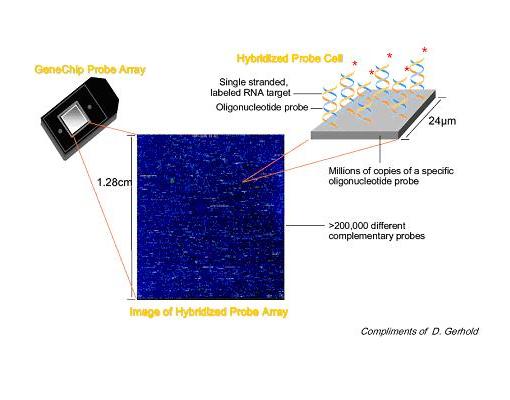 Hybridized Probe Cell
GeneChip Probe Array
Single stranded,
labeled RNA target
Oligonucleotide probe
* * * * *
24µm
Millions of copies of a specific
oligonucleotide probe
1.28cm
>200,000 different
complementary probes
Image of Hybridized Probe Array
Compliments of D. Gerhold